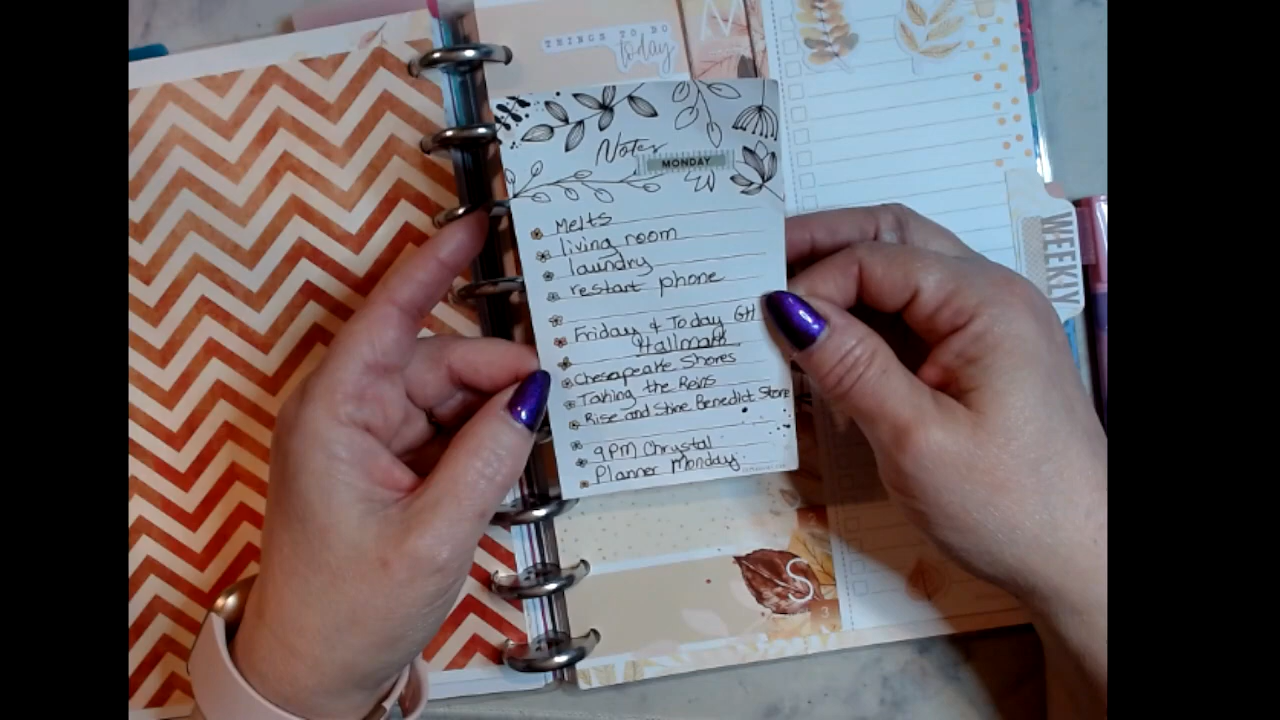 THINGS TO DO
today
M
Notes
MONDAY
Melts
living room
laundry
restart phone
Friday & Today GH
Hallmark
Chesapeake Shores
Taking the Reins
Rise and Shine Benedict Stone
9PM Chrystal
Planner Monday
WEEKLY
S
3